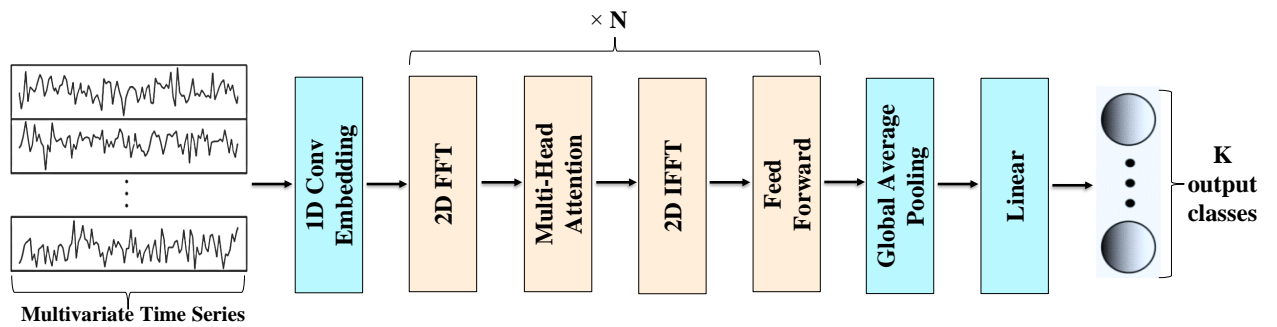 × N
Multivariate Time Series
1D Conv
Embedding
2D FFT
Multi-Head
Attention
2D IFFT
Feed
Forward
Global Average
Pooling
Linear
K
output
classes